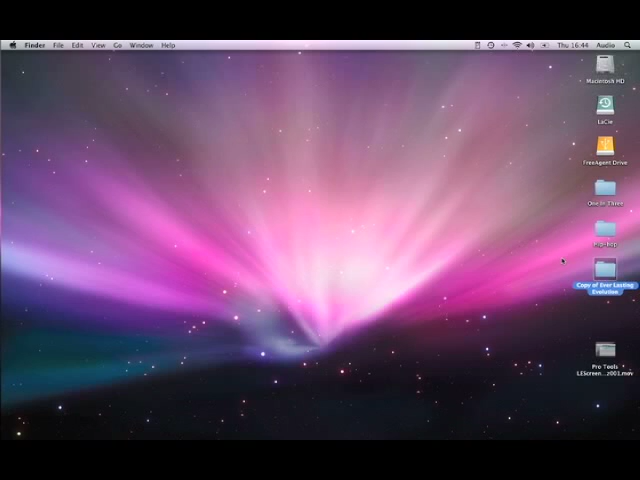 Finder File Edit View Go Window Help Thu 16:44 Audio
Macintosh HD
LaCie
FreeAgent Drive
One In Three
Hip-hop
Copy of Ever Lasting
Evolution
Pro Tools
LEScreen...z001.mov